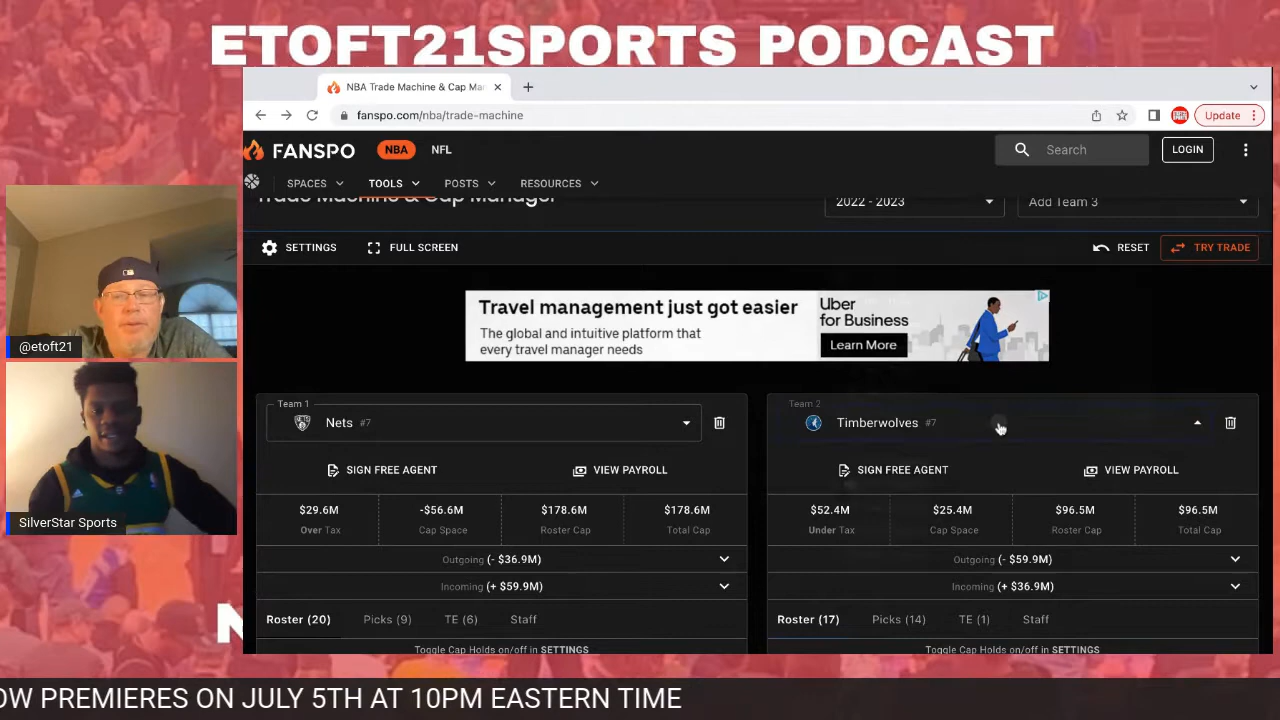 ETOFT21SPORTS PODCAST
NBA Trade Machine & Cap Ma
fanspo.com/nba/trade-machine
Update
FANSPO
NBA
NFL
Search
LOGIN
SPACES
TOOLS
POSTS
RESOURCES
Trade Machine & Cap Manager
2022 - 2023
Add Team 3
SETTINGS
FULL SCREEN
RESET
TRY TRADE
Travel management just got easier
The global and intuitive platform that
every travel manager needs
Uber
for Business
Learn More
Team 1
Nets #7
SIGN FREE AGENT
VIEW PAYROLL
$29.6M
Over Tax
-$56.6M
Cap Space
$178.6M
Roster Cap
$178.6M
Total Cap
Outgoing (- $36.9M)
Incoming (+ $59.9M)
Roster (20)
Picks (9)
TE (6)
Staff
Toggle Cap Holds on/off in SETTINGS
Team 2
Timberwolves #7
SIGN FREE AGENT
VIEW PAYROLL
$52.4M
Under Tax
$25.4M
Cap Space
$96.5M
Roster Cap
$96.5M
Total Cap
Outgoing (- $59.9M)
Incoming (+ $36.9M)
Roster (17)
Picks (14)
TE (1)
Staff
Toggle Cap Holds on/off in SETTINGS
@etoft21
SilverStar Sports
N
OW PREMIERES ON JULY 5TH AT 10PM EASTERN TIME